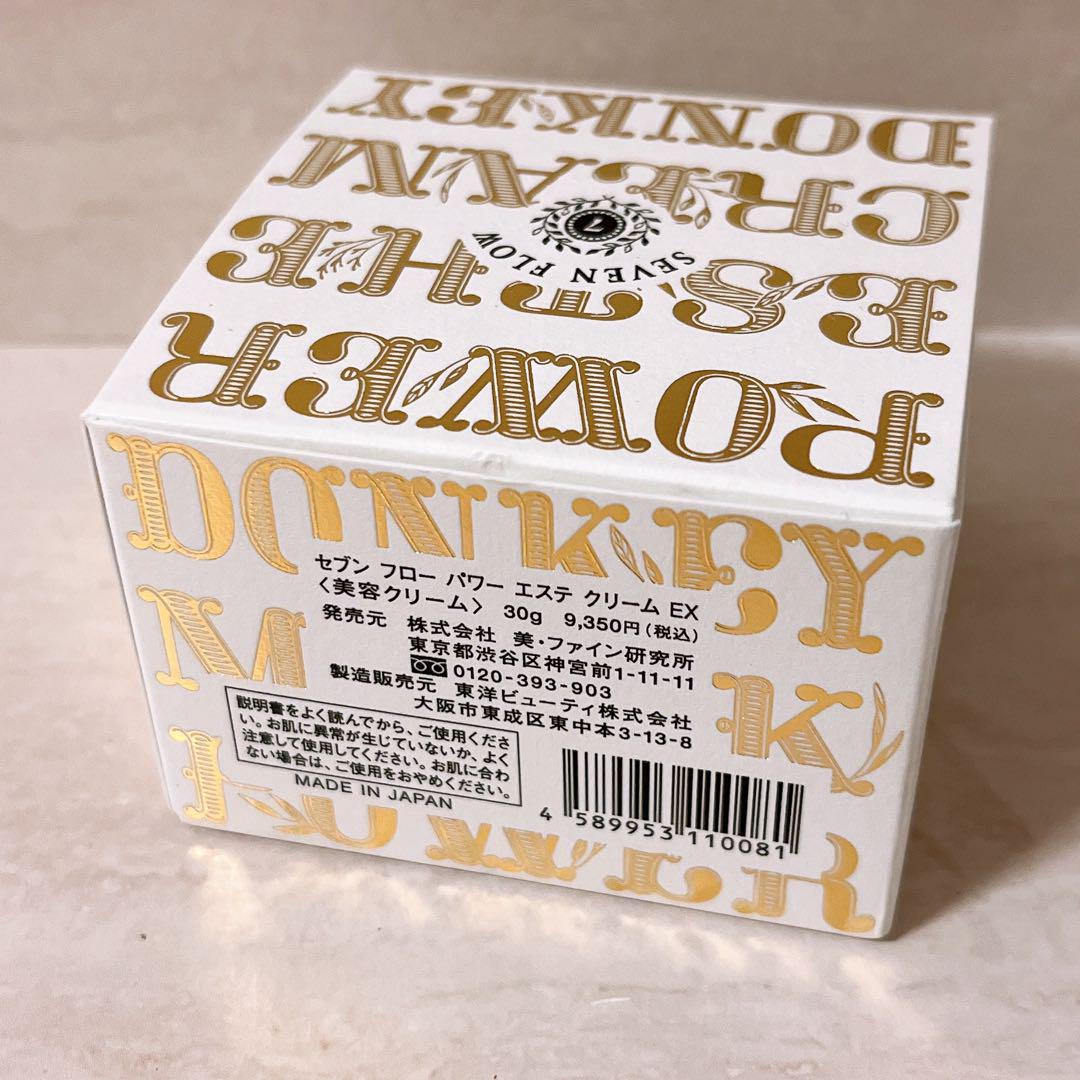 DONKEY
CREAM
ESTHE
POWER
SEVEN FLOW
7
DONKEY
セブン フロー パワー エステ クリーム EX
〈美容クリーム〉 30g 9,350円(税込)
発売元 株式会社 美・ファイン研究所
東京都渋谷区神宮前1-11-11
0120-393-903
製造販売元 東洋ビューティ株式会社
大阪市東成区東中本3-13-8
説明書をよく読んでから、ご使用くださ
い。お肌に異常が生じていないか、よく
注意して使用してください。お肌に合わ
ない場合は、ご使用をおやめください。
MADE IN JAPAN
4 589953 110081